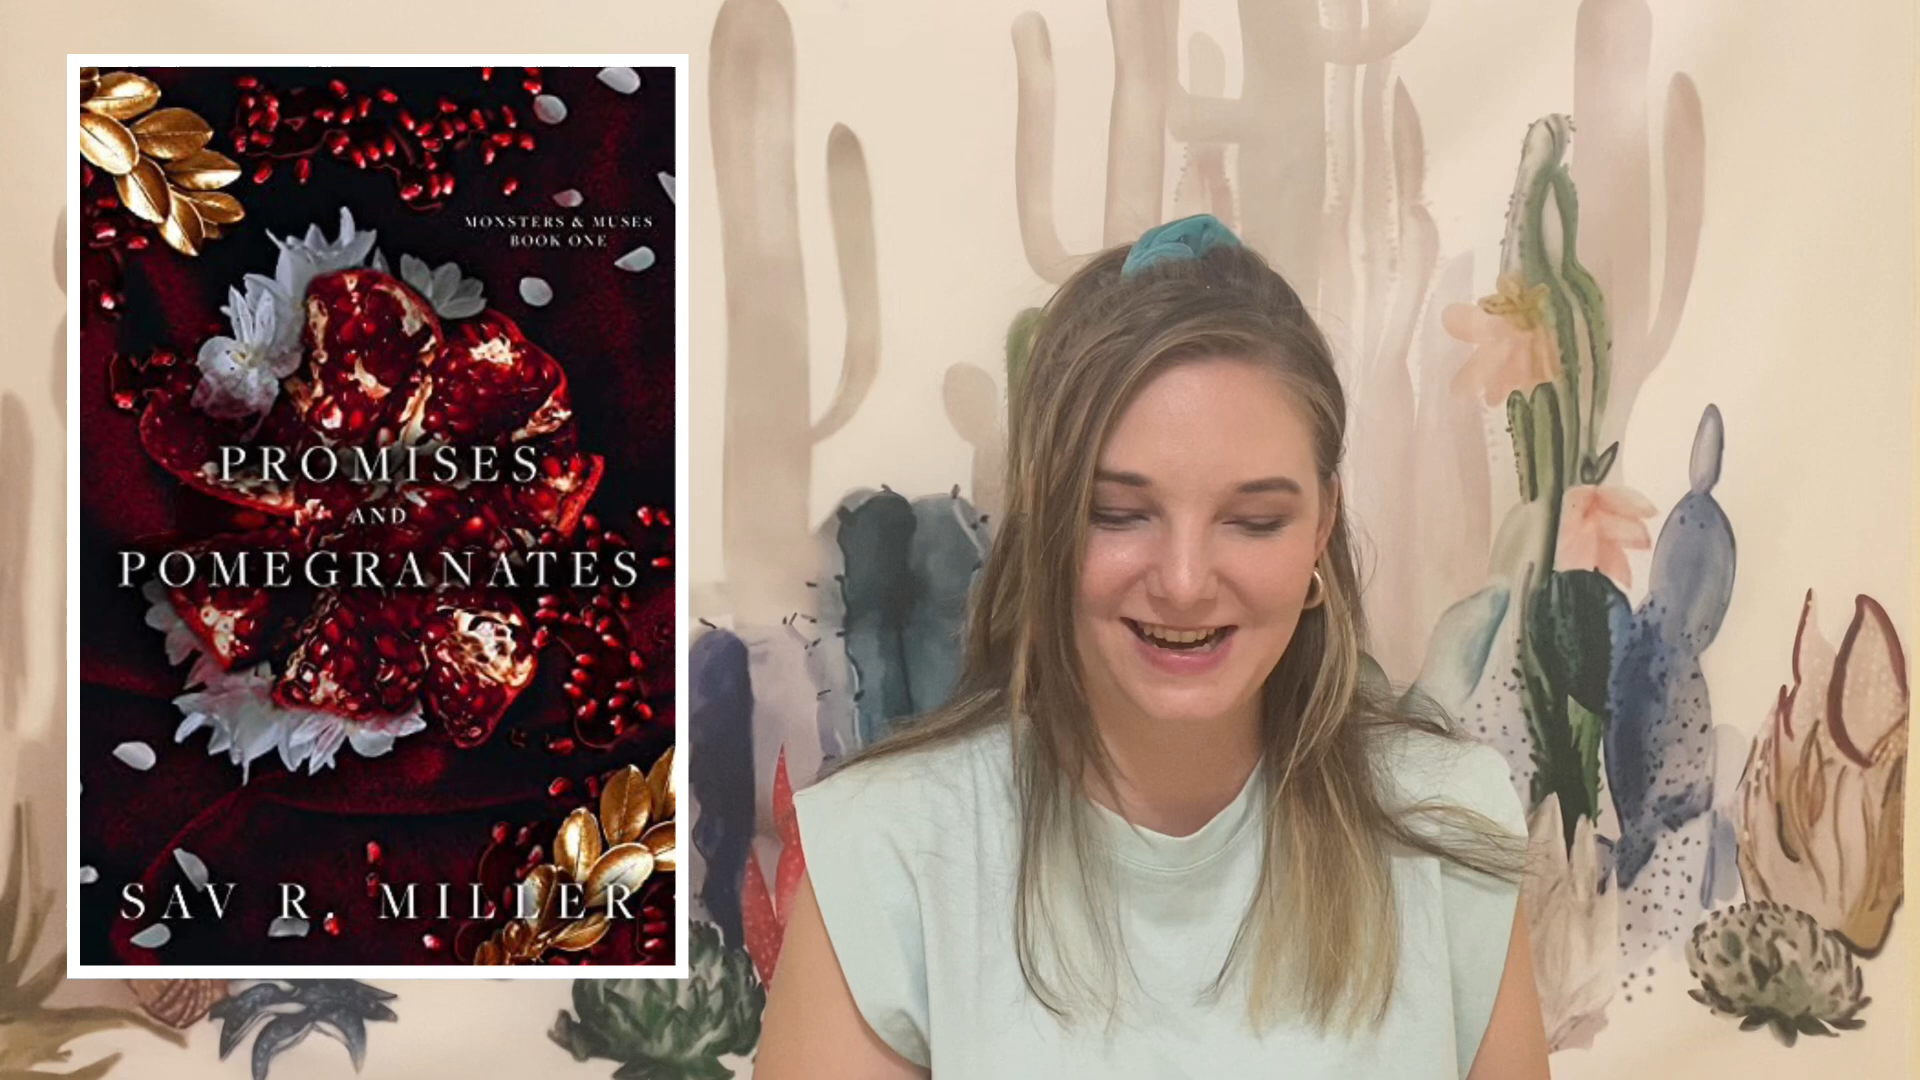 MONSTERS & MUSES
BOOK ONE
PROMISES
AND
POMEGRANATES
SAV R. MILLER